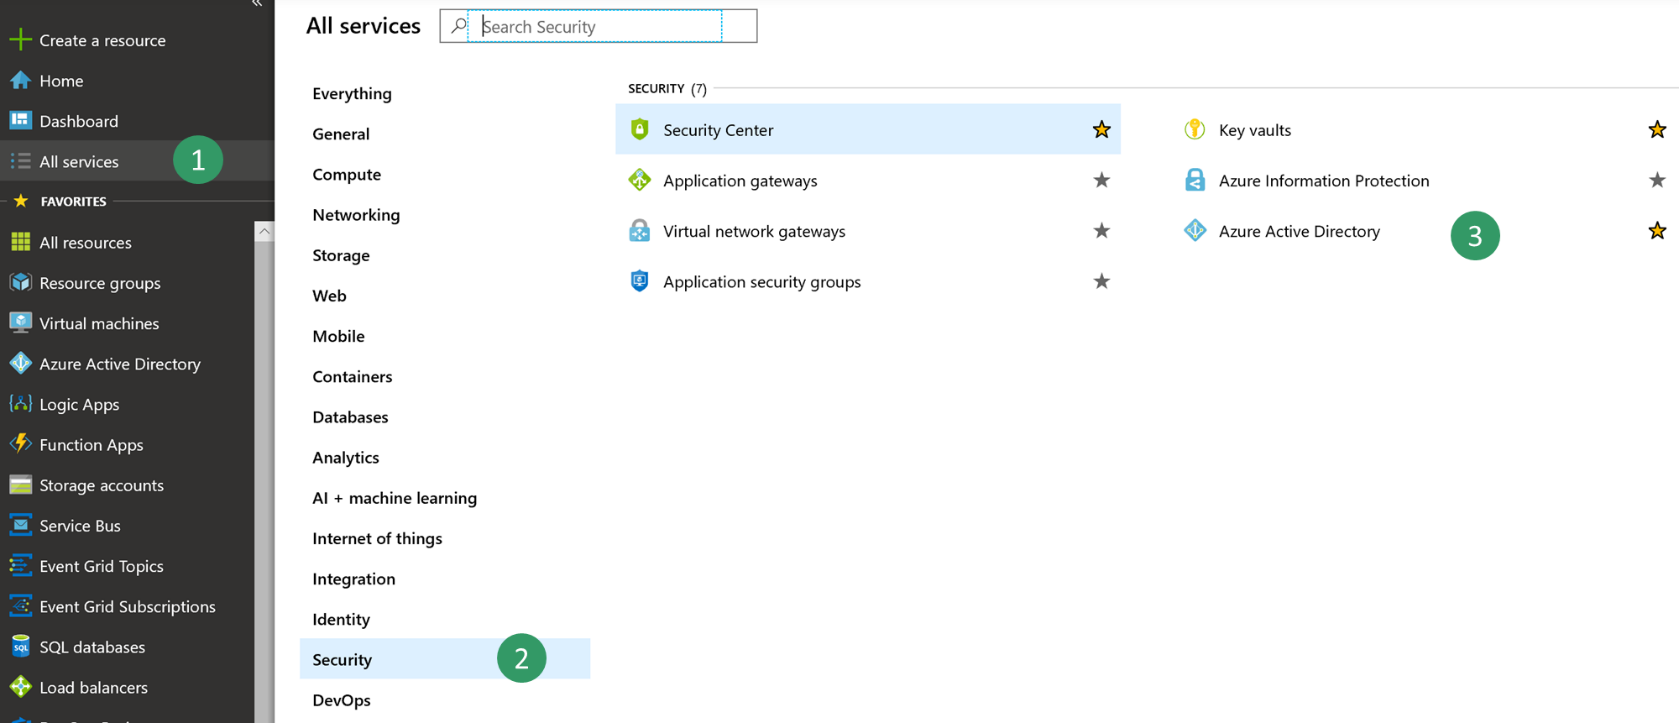 «
Create a resource
Home
Dashboard
All services
1
FAVORITES
All resources
Resource groups
Virtual machines
Azure Active Directory
Logic Apps
Function Apps
Storage accounts
Service Bus
Event Grid Topics
Event Grid Subscriptions
SQL
SQL databases
Load balancers
All services
Search Security
Everything
General
Compute
Networking
Storage
Web
Mobile
Containers
Databases
Analytics
AI + machine learning
Internet of things
Integration
Identity
Security
2
DevOps
SECURITY (7)
Security Center
Application gateways
Virtual network gateways
Application security groups
Key vaults
Azure Information Protection
Azure Active Directory
3